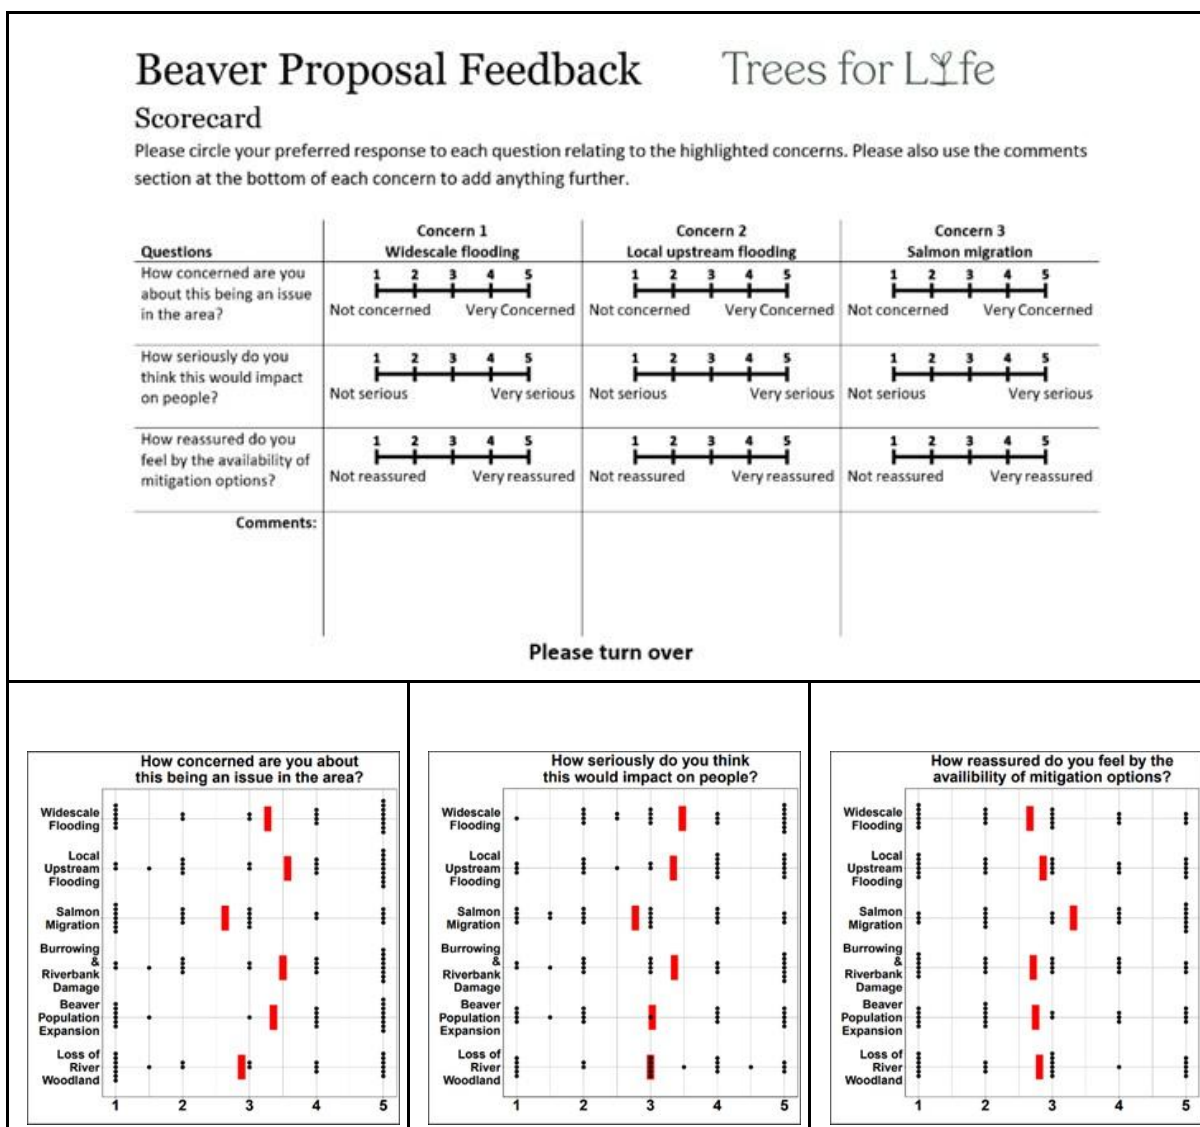 Beaver Proposal Feedback
Trees for Life
Scorecard
Please circle your preferred response to each question relating to the highlighted concerns. Please also use the comments
section at the bottom of each concern to add anything further.
Questions
Concern 1
Widescale flooding
Concern 2
Local upstream flooding
Concern 3
Salmon migration
How concerned are you
about this being an issue
in the area?
1 2 3 4 5
Not concerned Very Concerned
1 2 3 4 5
Not concerned Very Concerned
1 2 3 4 5
Not concerned Very Concerned
How seriously do you
think this would impact
on people?
1 2 3 4 5
Not serious Very serious
1 2 3 4 5
Not serious Very serious
1 2 3 4 5
Not serious Very serious
How reassured do you
feel by the availability of
mitigation options?
1 2 3 4 5
Not reassured Very reassured
1 2 3 4 5
Not reassured Very reassured
1 2 3 4 5
Not reassured Very reassured
Comments:
Please turn over
How concerned are you about
this being an issue in the area?
Widescale
Flooding
Local
Upstream
Flooding
Salmon
Migration
Burrowing
&
Riverbank
Damage
Beaver
Population
Expansion
Loss of
River
Woodland
1 2 3 4 5
How seriously do you think
this would impact on people?
Widescale
Flooding
Local
Upstream
Flooding
Salmon
Migration
Burrowing
&
Riverbank
Damage
Beaver
Population
Expansion
Loss of
River
Woodland
1 2 3 4 5
How reassured do you feel by the
availibility of mitigation options?
Widescale
Flooding
Local
Upstream
Flooding
Salmon
Migration
Burrowing
&
Riverbank
Damage
Beaver
Population
Expansion
Loss of
River
Woodland
1 2 3 4 5